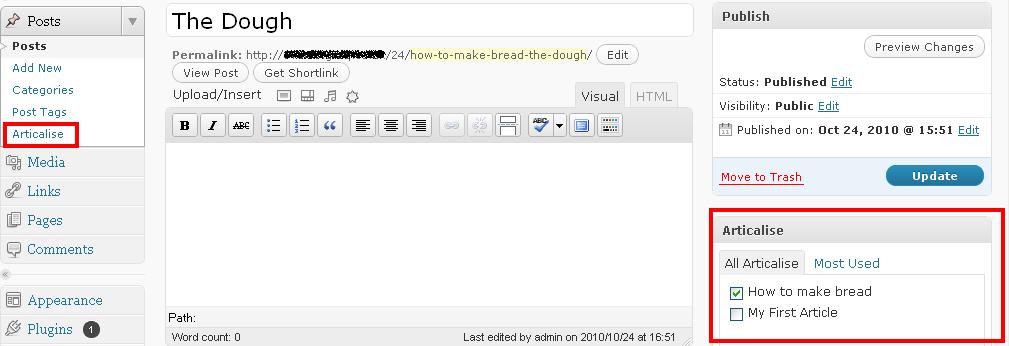 Posts
Posts
Add New
Categories
Post Tags
Articalise
Media
Links
Pages
Comments
Appearance
Plugins 1
The Dough
Permalink: http:// /24/how-to-make-bread-the-dough/ Edit
View Post Get Shortlink
Upload/Insert
Visual HTML
B I ABC ABC
Path:
Word count: 0 Last edited by admin on 2010/10/24 at 16:51
Publish
Preview Changes
Status: Published Edit
Visibility: Public Edit
Published on: Oct 24, 2010 @ 15:51 Edit
Move to Trash Update
Articalise
All Articalise Most Used
How to make bread
My First Article